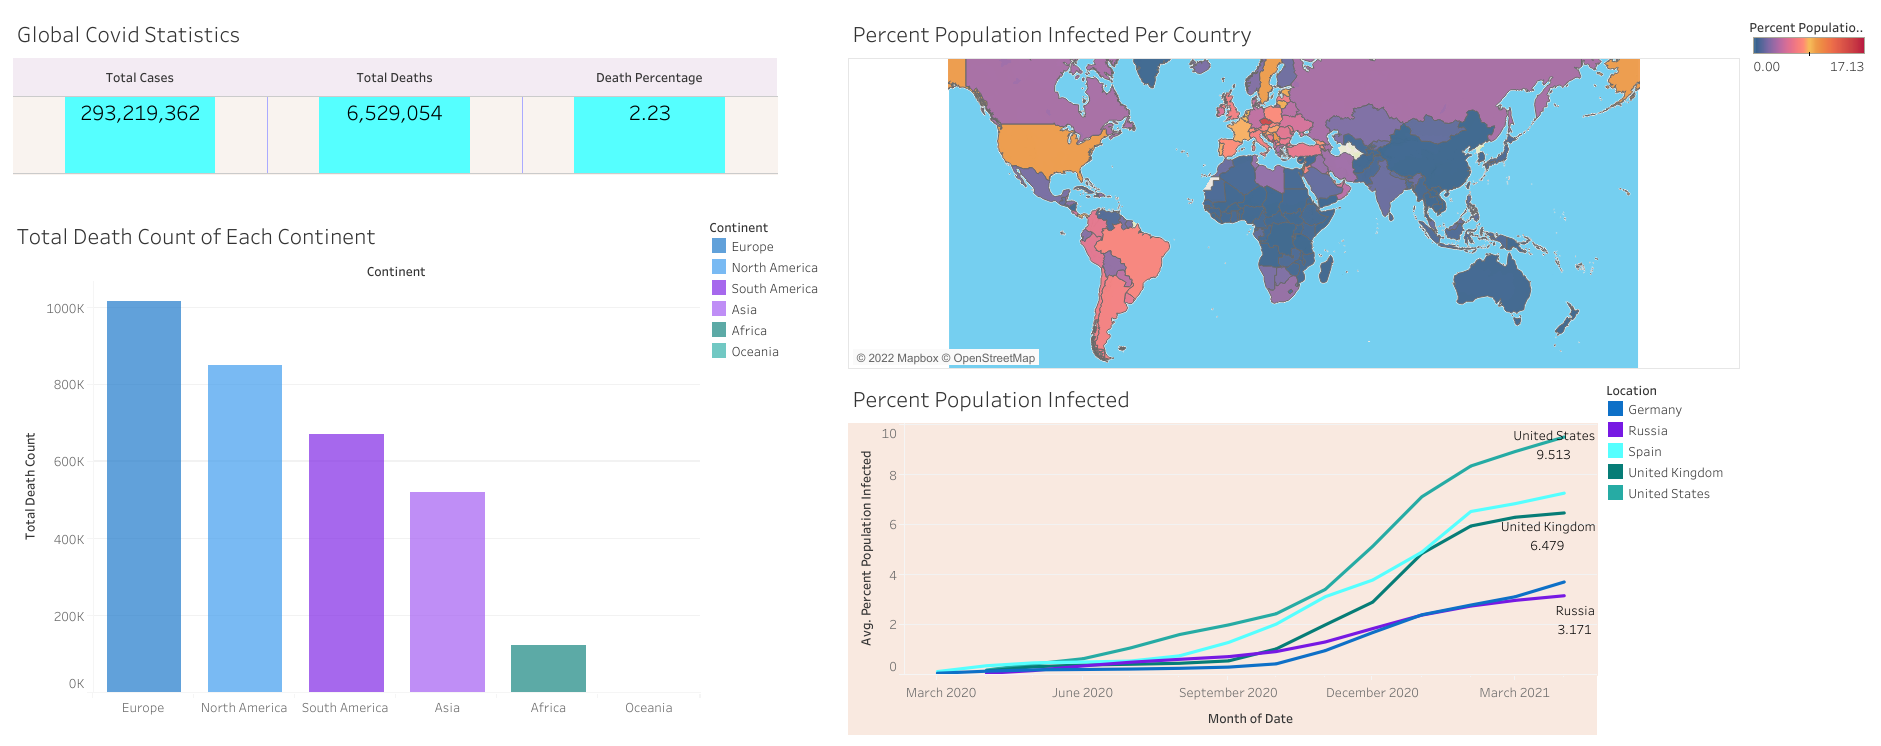 Global Covid Statistics
Total Cases
Total Deaths
Death Percentage
293,219,362
6,529,054
2.23
Total Death Count of Each Continent
Continent
Europe
North America
South America
Asia
Africa
Oceania
Continent
Total Death Count
1000K
800K
600K
400K
200K
0K
Europe
North America
South America
Asia
Africa
Oceania
Percent Population Infected Per Country
Percent Populatio..
0.00
17.13
© 2022 Mapbox © OpenStreetMap
Percent Population Infected
Location
Germany
Russia
Spain
United Kingdom
United States
Avg. Percent Population Infected
10
8
6
4
2
0
United States
9.513
United Kingdom
6.479
Russia
3.171
March 2020
June 2020
September 2020
December 2020
March 2021
Month of Date